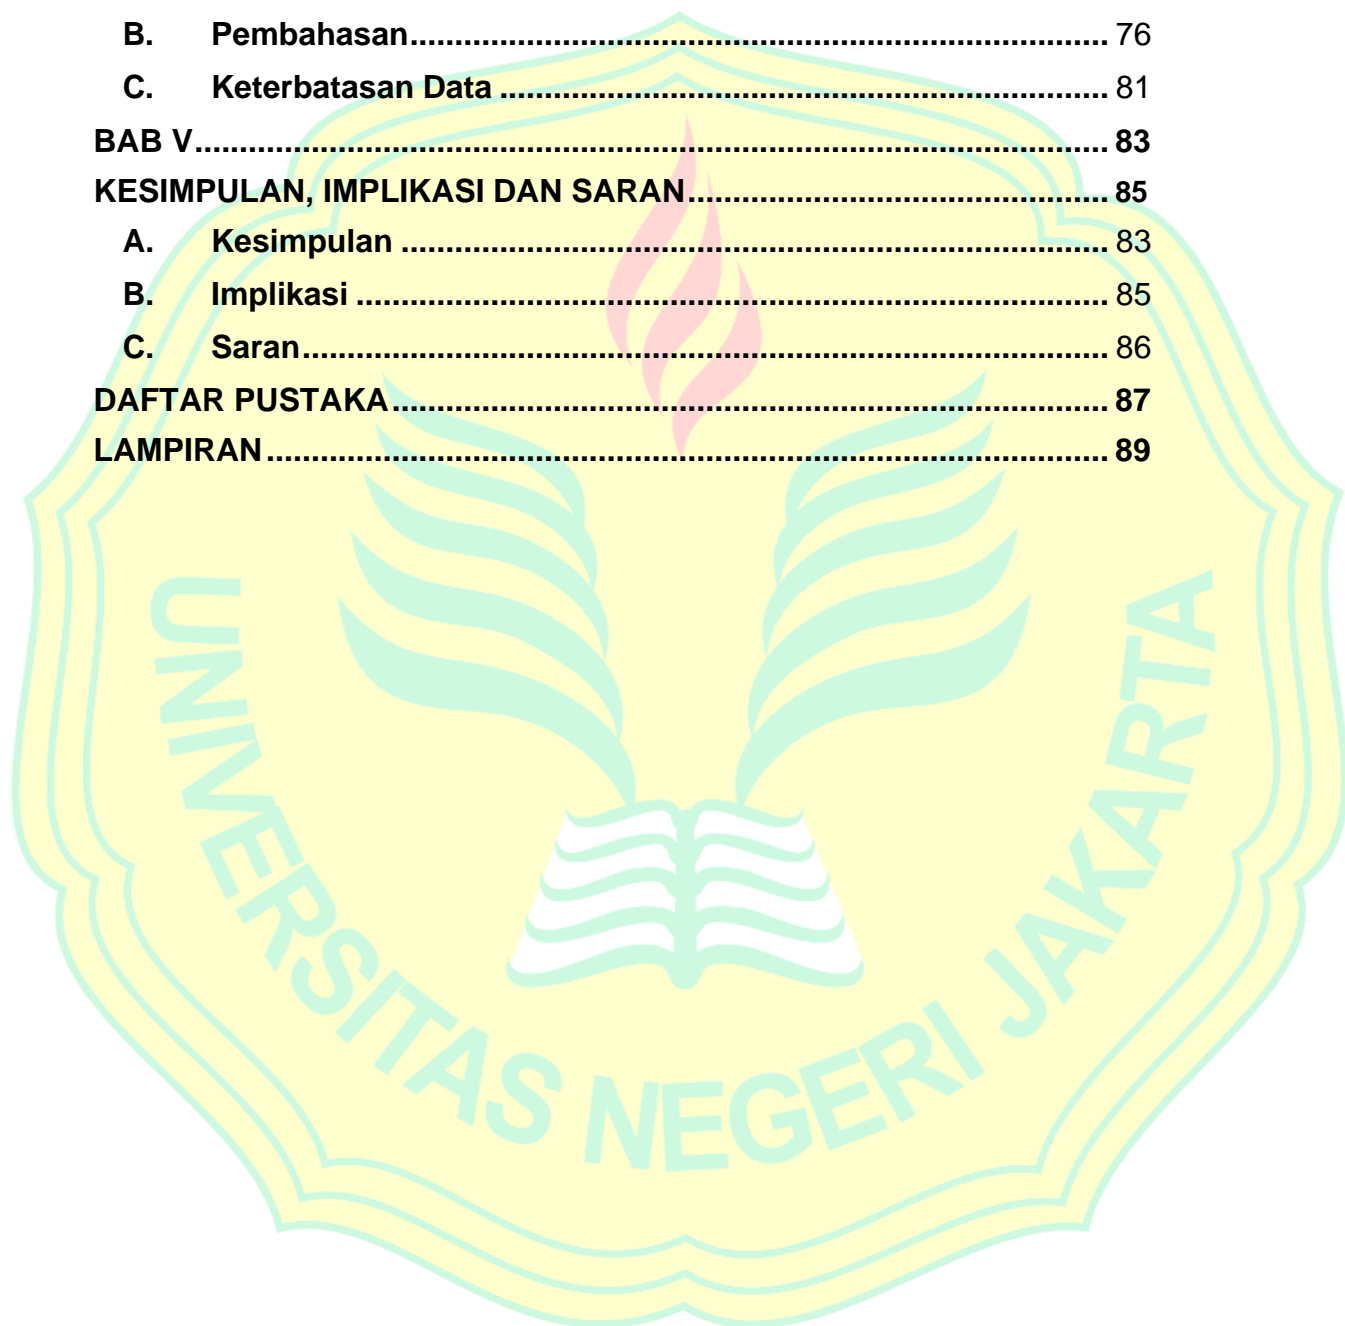 B. Pembahasan........................................................................... 76
C. Keterbatasan Data .................................................................. 81
BAB V.................................................................................................. 83
KESIMPULAN, IMPLIKASI DAN SARAN............................................. 85
A. Kesimpulan ............................................................................ 83
B. Implikasi ................................................................................. 85
C. Saran....................................................................................... 86
DAFTAR PUSTAKA............................................................................. 87
LAMPIRAN .......................................................................................... 89
UNIVERSITAS NEGERI JAKARTA